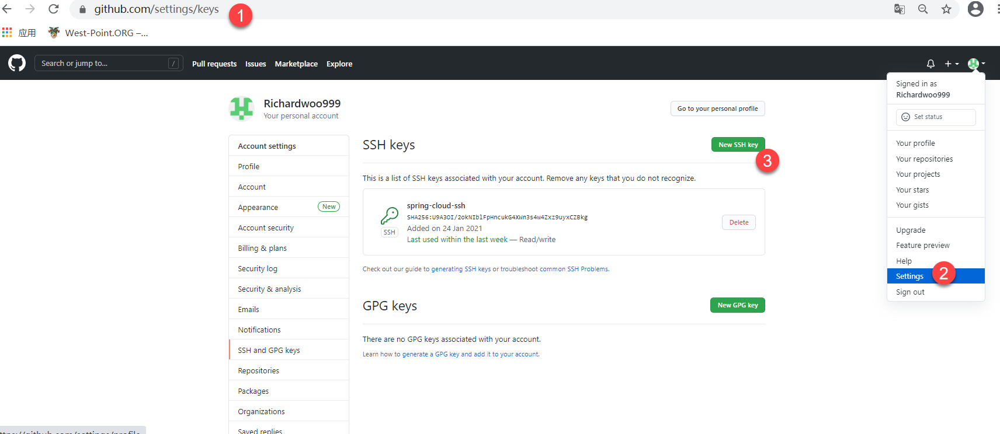 github.com/settings/keys
1
应用
West-Point.ORG –...
Search or jump to...
/
Pull requests
Issues
Marketplace
Explore
Signed in as
Richardwoo999
Set status
Your profile
Your repositories
Your projects
Your stars
Your gists
Upgrade
Feature preview
Help
Settings
2
Sign out
Richardwoo999
Your personal account
Go to your personal profile
Account settings
Profile
Account
Appearance
New
Account security
Billing & plans
Security log
Security & analysis
Emails
Notifications
SSH and GPG keys
Repositories
Packages
Organizations
Saved replies
SSH keys
New SSH key
3
This is a list of SSH keys associated with your account. Remove any keys that you do not recognize.
spring-cloud-ssh
SHA256:U9A3OI/2okNIblFpHncukG4XWn3s4w4Zxz9uyxCZBkg
SSH
Added on 24 Jan 2021
Last used within the last week — Read/write
Delete
Check out our guide to generating SSH keys or troubleshoot common SSH Problems.
GPG keys
New GPG key
There are no GPG keys associated with your account.
Learn how to generate a GPG key and add it to your account.